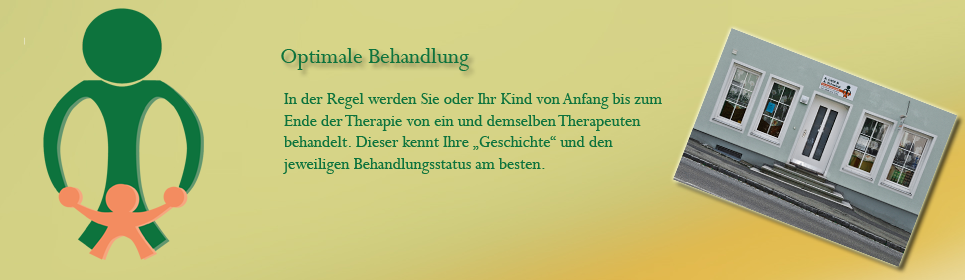 Optimale Behandlung
In der Regel werden Sie oder Ihr Kind von Anfang bis zum
Ende der Therapie von ein und demselben Therapeuten
behandelt. Dieser kennt Ihre „Geschichte“ und den
jeweiligen Behandlungsstatus am besten.